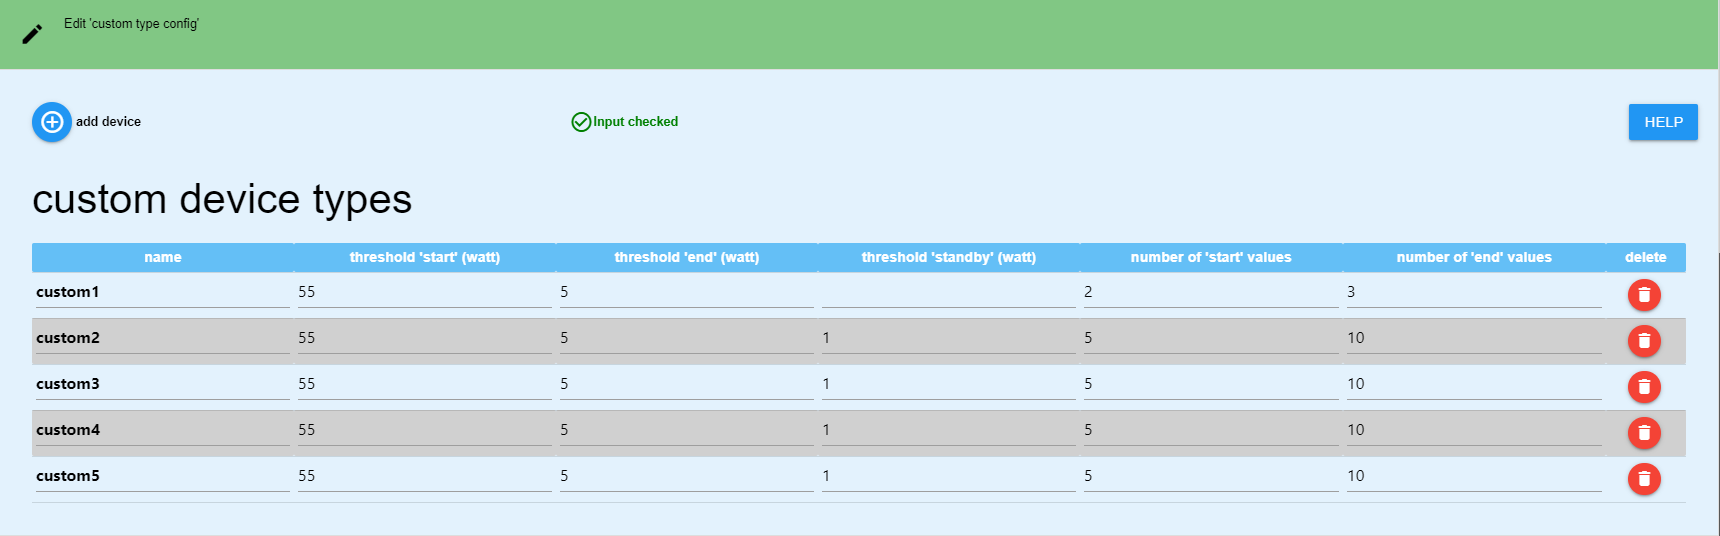 Edit 'custom type config'
add device
Input checked
HELP
custom device types
name threshold 'start' (watt) threshold 'end' (watt) threshold 'standby' (watt) number of 'start' values number of 'end' values delete
custom1 55 5 2 3
custom2 55 5 1 5 10
custom3 55 5 1 5 10
custom4 55 5 1 5 10
custom5 55 5 1 5 10